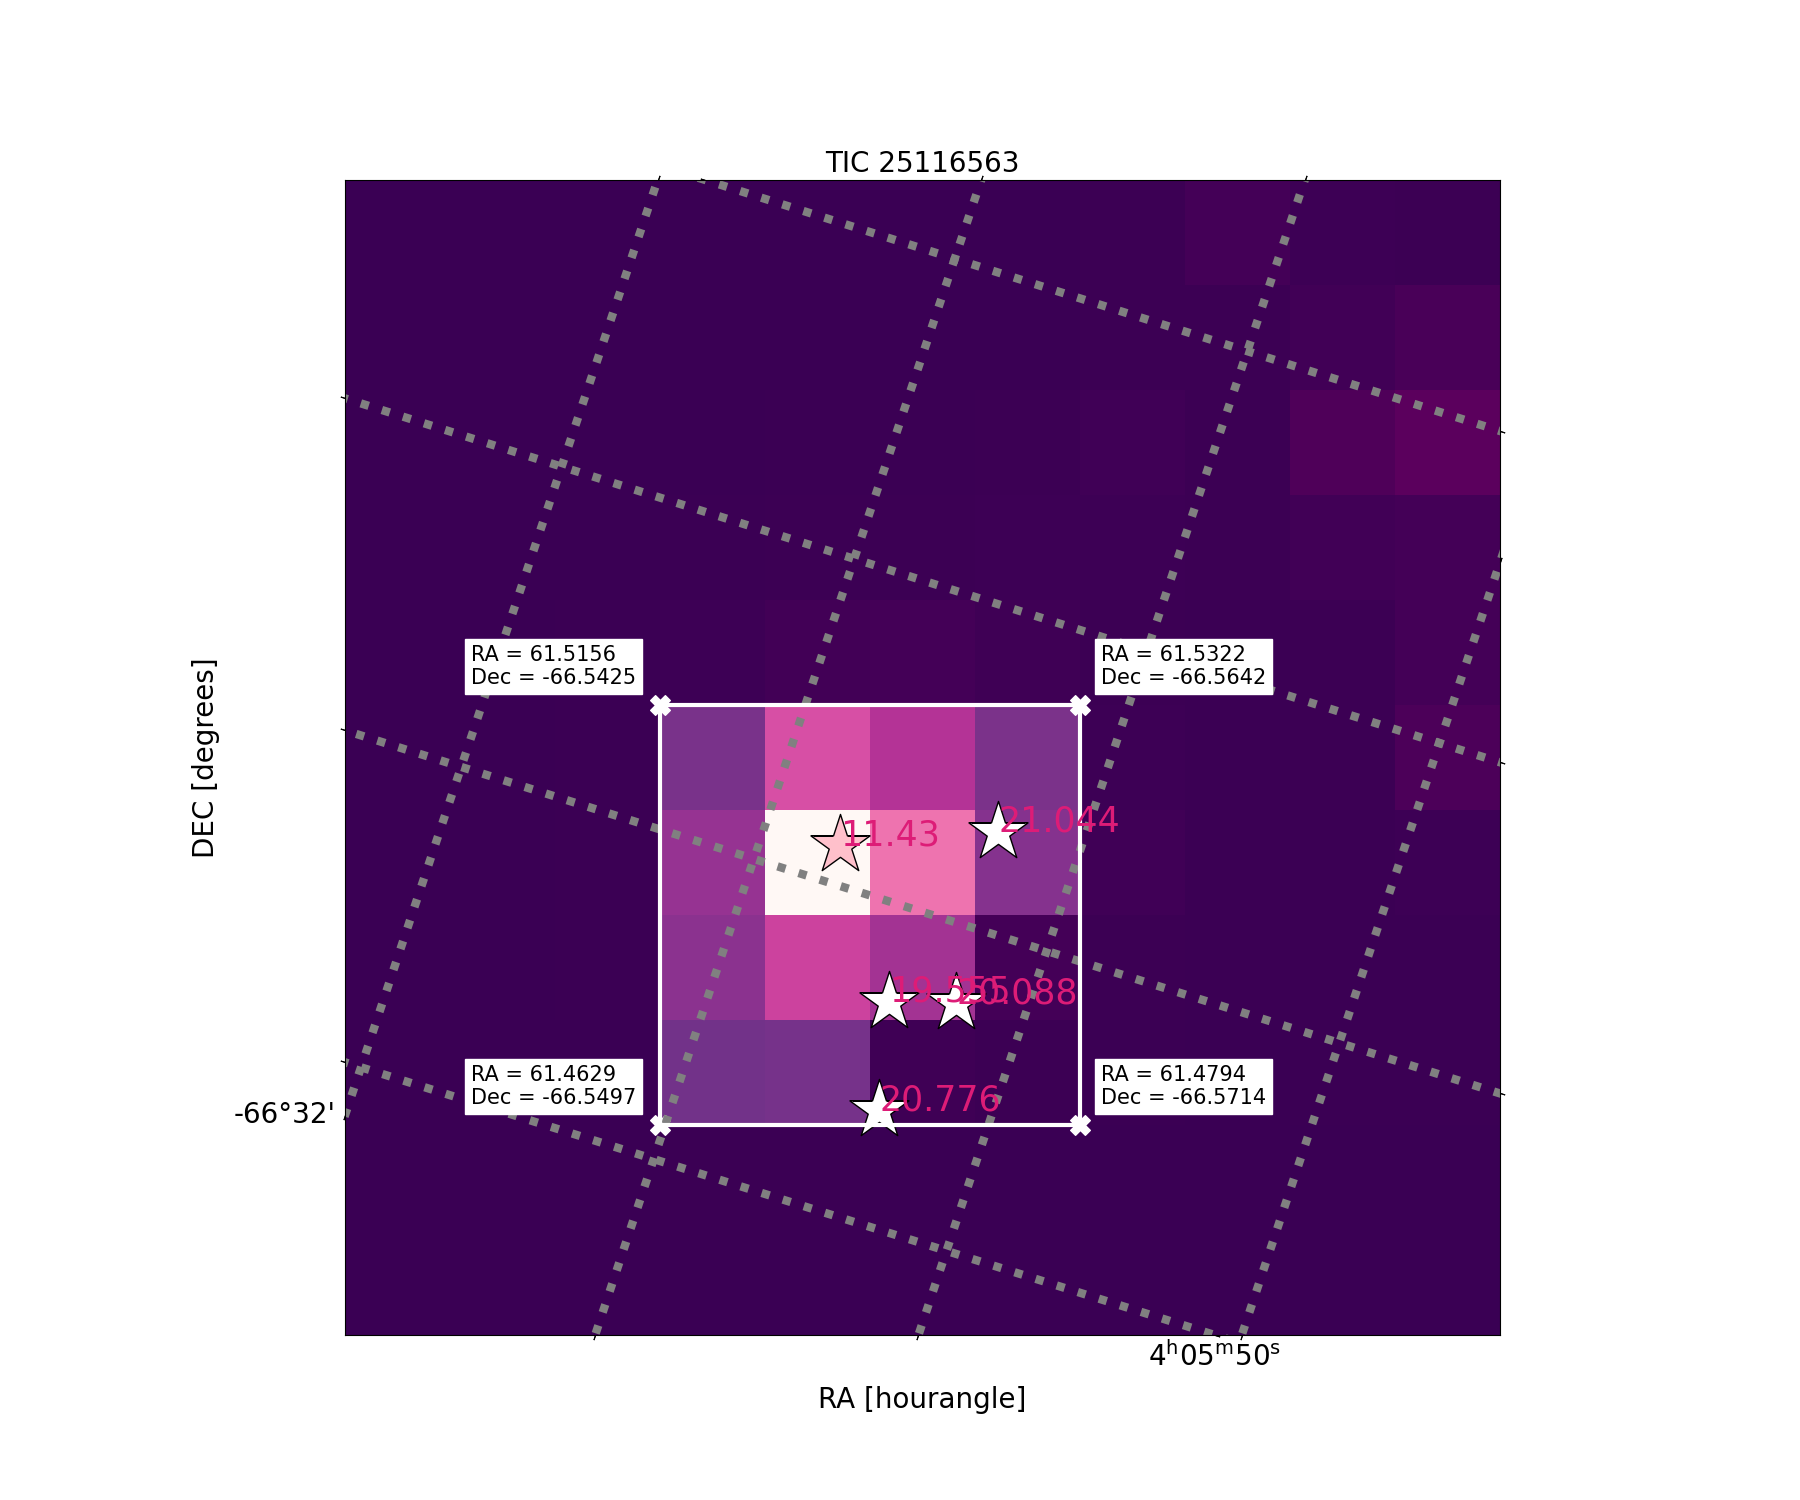 TIC 25116563
RA = 61.5156
Dec = -66.5425
RA = 61.5322
Dec = -66.5642
11.43
21.044
20.088
20.776
RA = 61.4629
Dec = -66.5497
RA = 61.4794
Dec = -66.5714
DEC [degrees]
-66°32'
4h05m50s
RA [hourangle]